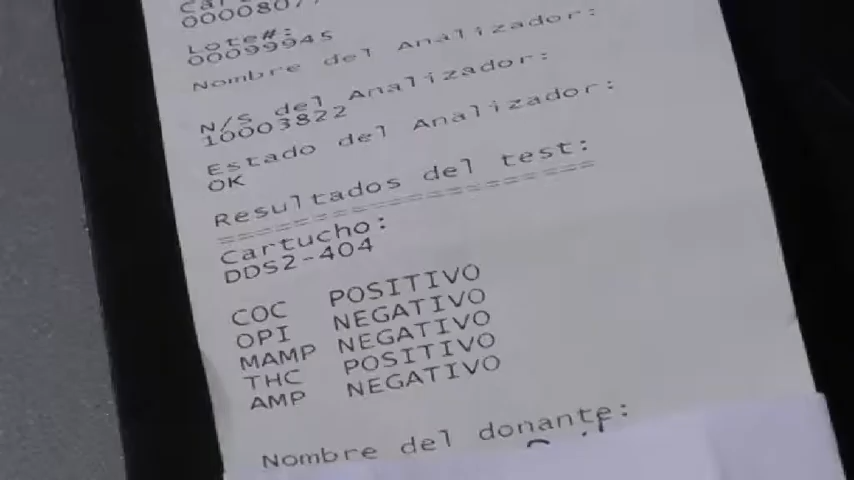 0000807
Lote#:
00099945
Nombre del Analizador:
N/S del Analizador:
10003822
Estado del Analizador:
OK
Resultados del test:
====================
Cartucho:
DDS2-404
COC POSITIVO
OPI NEGATIVO
MAMP NEGATIVO
THC POSITIVO
AMP NEGATIVO
Nombre del donante: